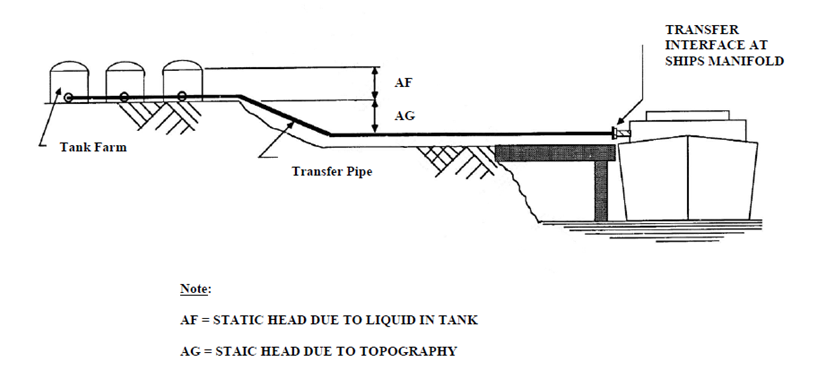 TRANSFER
INTERFACE AT
SHIPS MANIFOLD
AF
AG
Tank Farm
Transfer Pipe
Note:
AF = STATIC HEAD DUE TO LIQUID IN TANK
AG = STAIC HEAD DUE TO TOPOGRAPHY